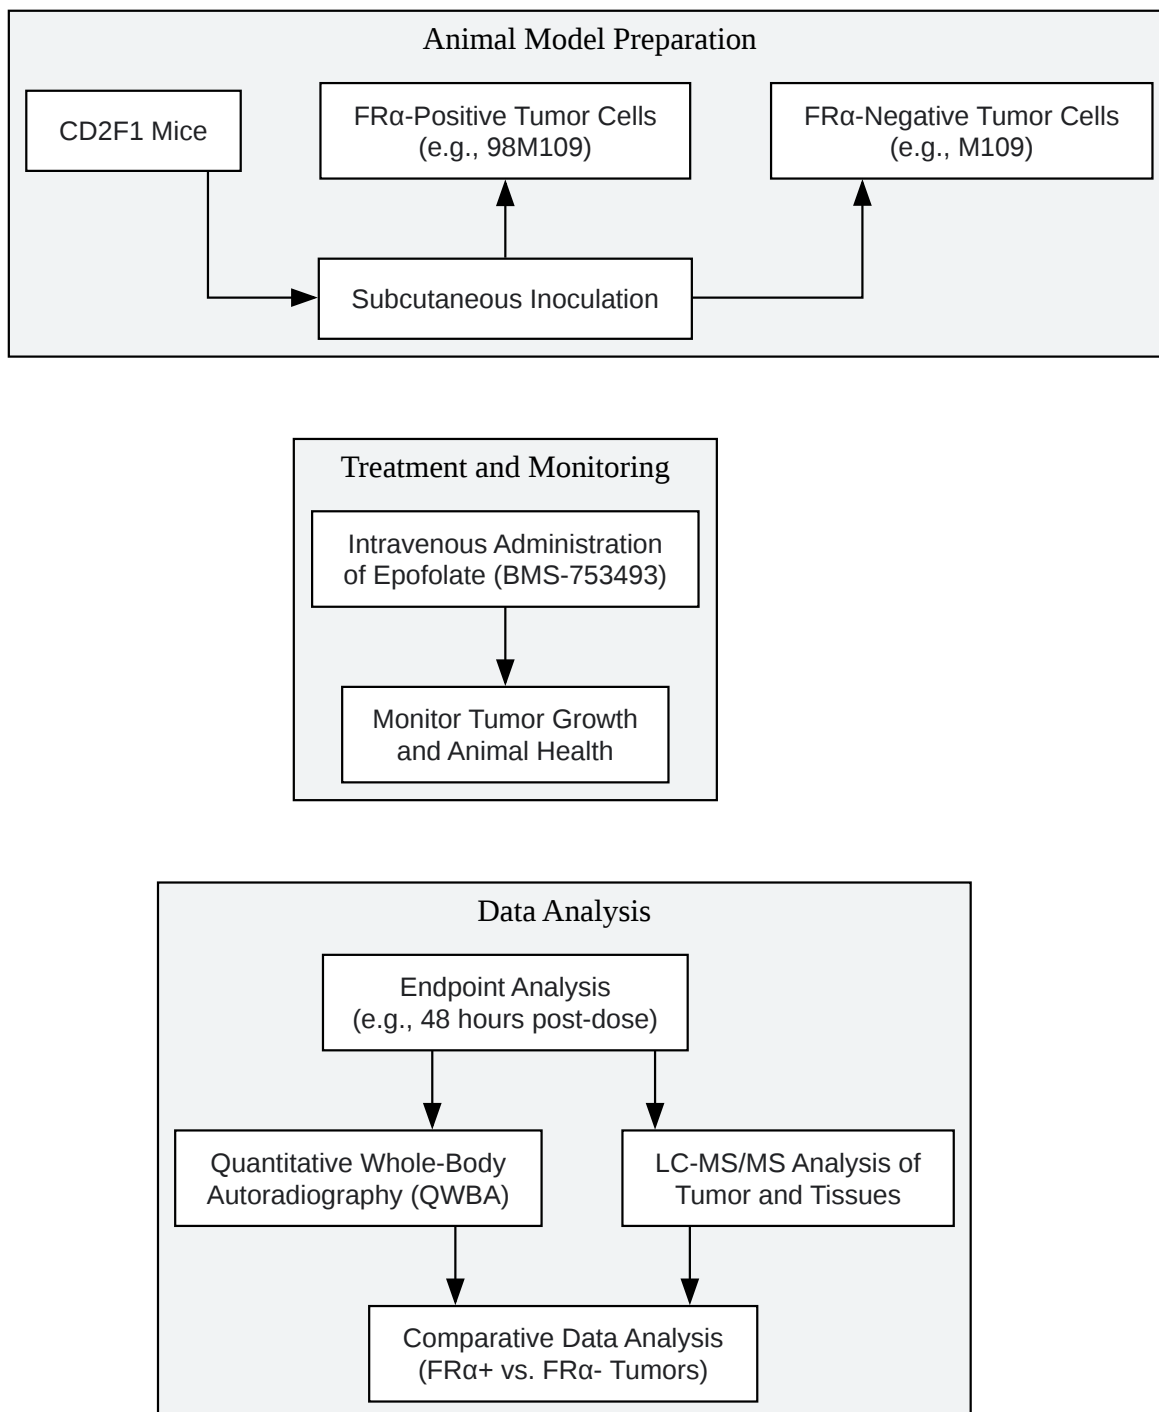 Animal Model Preparation
CD2F1 Mice
FRα-Positive Tumor Cells
(e.g., 98M109)
FRα-Negative Tumor Cells
(e.g., M109)
Subcutaneous Inoculation
Treatment and Monitoring
Intravenous Administration
of Epofolate (BMS-753493)
Monitor Tumor Growth
and Animal Health
Data Analysis
Endpoint Analysis
(e.g., 48 hours post-dose)
Quantitative Whole-Body
Autoradiography (QWBA)
LC-MS/MS Analysis of
Tumor and Tissues
Comparative Data Analysis
(FRα+ vs. FRα- Tumors)